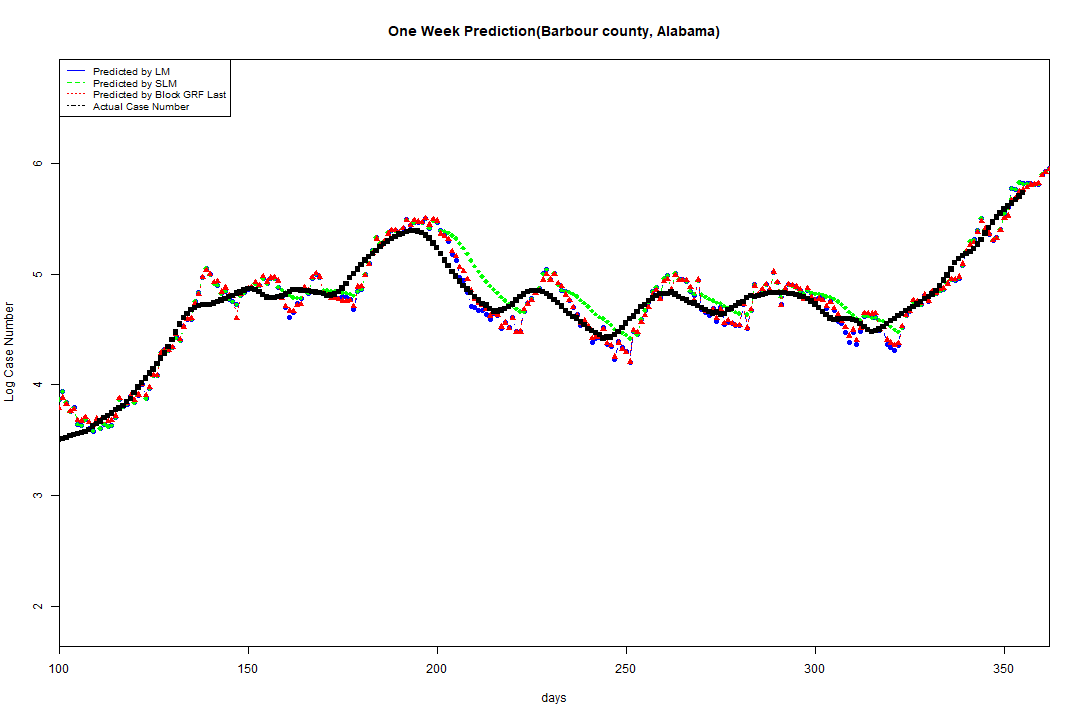 One Week Prediction(Barbour county, Alabama)
Predicted by LM
Predicted by SLM
Predicted by Block GRF Last
Actual Case Number
Log Case Number
6
5
4
3
2
100 150 200 250 300 350
days